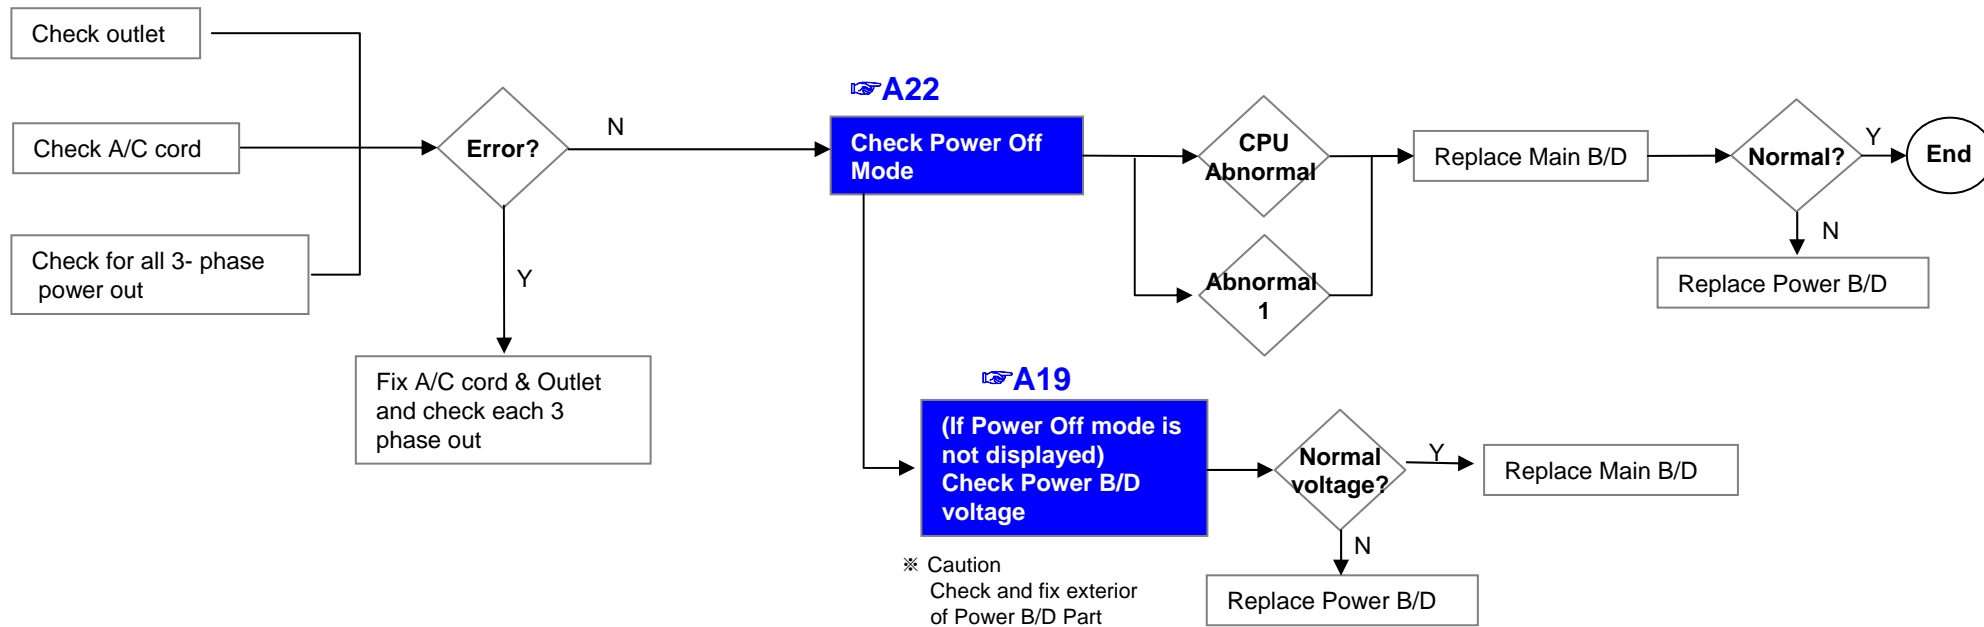 Check outlet
Check A/C cord
Check for all 3- phase
power out
Error?
N
Y
Fix A/C cord & Outlet
and check each 3
phase out
☞A22
Check Power Off
Mode
CPU
Abnormal
Abnormal
1
Replace Main B/D
Normal?
Y
End
N
Replace Power B/D
☞A19
(If Power Off mode is
not displayed)
Check Power B/D
voltage
※ Caution
Check and fix exterior
of Power B/D Part
Normal
voltage?
Y
Replace Main B/D
N
Replace Power B/D